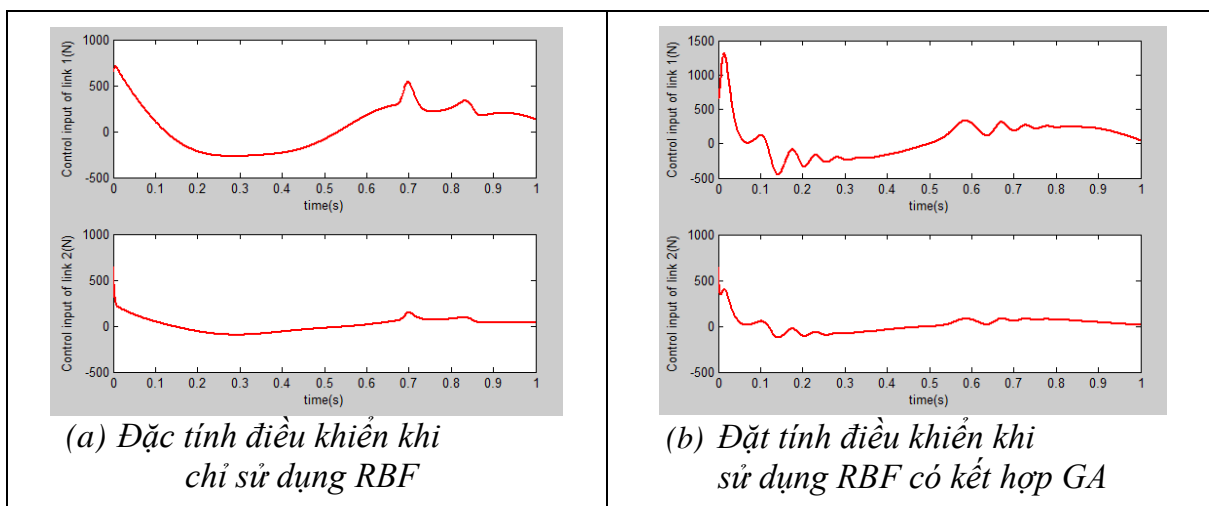 1000
500
0
-500
Control input of link 1(N)
0 0.1 0.2 0.3 0.4 0.5 0.6 0.7 0.8 0.9 1
time(s)
1000
500
0
-500
Control input of link 2(N)
0 0.1 0.2 0.3 0.4 0.5 0.6 0.7 0.8 0.9 1
time(s)
(a) Đặc tính điều khiển khi
chỉ sử dụng RBF
1500
1000
500
0
-500
Control input of link 1(N)
0 0.1 0.2 0.3 0.4 0.5 0.6 0.7 0.8 0.9 1
time(s)
1000
500
0
-500
Control input of link 2(N)
0 0.1 0.2 0.3 0.4 0.5 0.6 0.7 0.8 0.9 1
time(s)
(b) Đặt tính điều khiển khi
sử dụng RBF có kết hợp GA